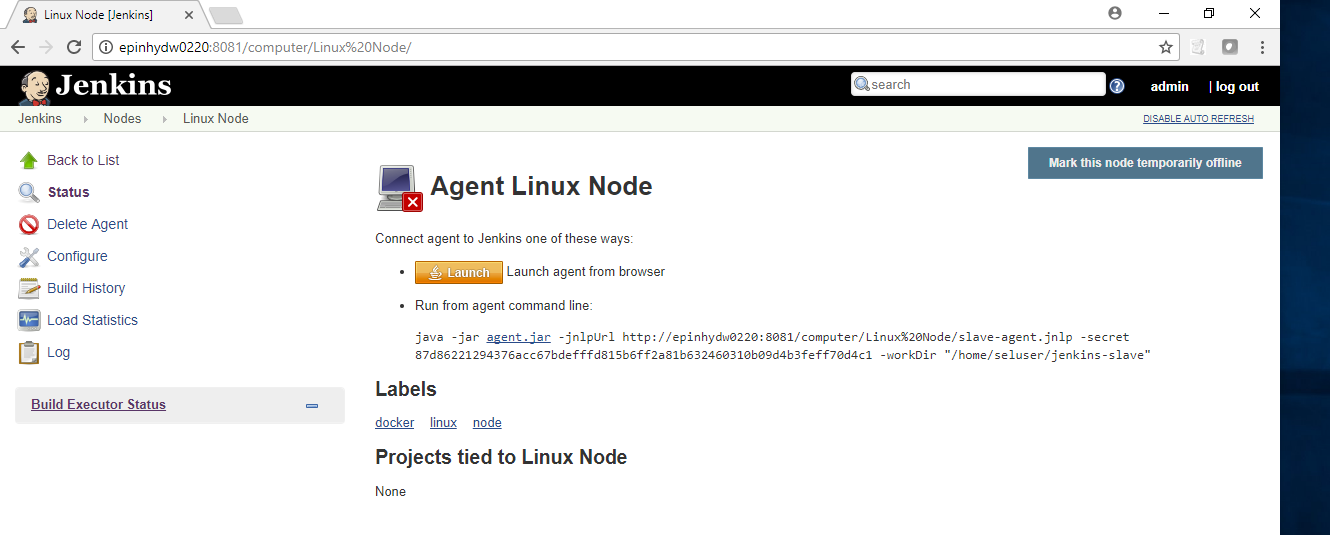 Linux Node [Jenkins]
epinhydw0220:8081/computer/Linux%20Node/
Jenkins
search
admin
| log out
Jenkins
Nodes
Linux Node
DISABLE AUTO REFRESH
Back to List
Status
Delete Agent
Configure
Build History
Load Statistics
Log
Build Executor Status
Mark this node temporarily offline
Agent Linux Node
Connect agent to Jenkins one of these ways:
Launch Launch agent from browser
Run from agent command line:
java -jar agent.jar -jnlpUrl http://epinhydw0220:8081/computer/Linux%20Node/slave-agent.jnlp -secret
87d86221294376acc67bdefffd815b6ff2a81b632460310b09d4b3feff70d4c1 -workDir "/home/seluser/jenkins-slave"
Labels
docker linux node
Projects tied to Linux Node
None